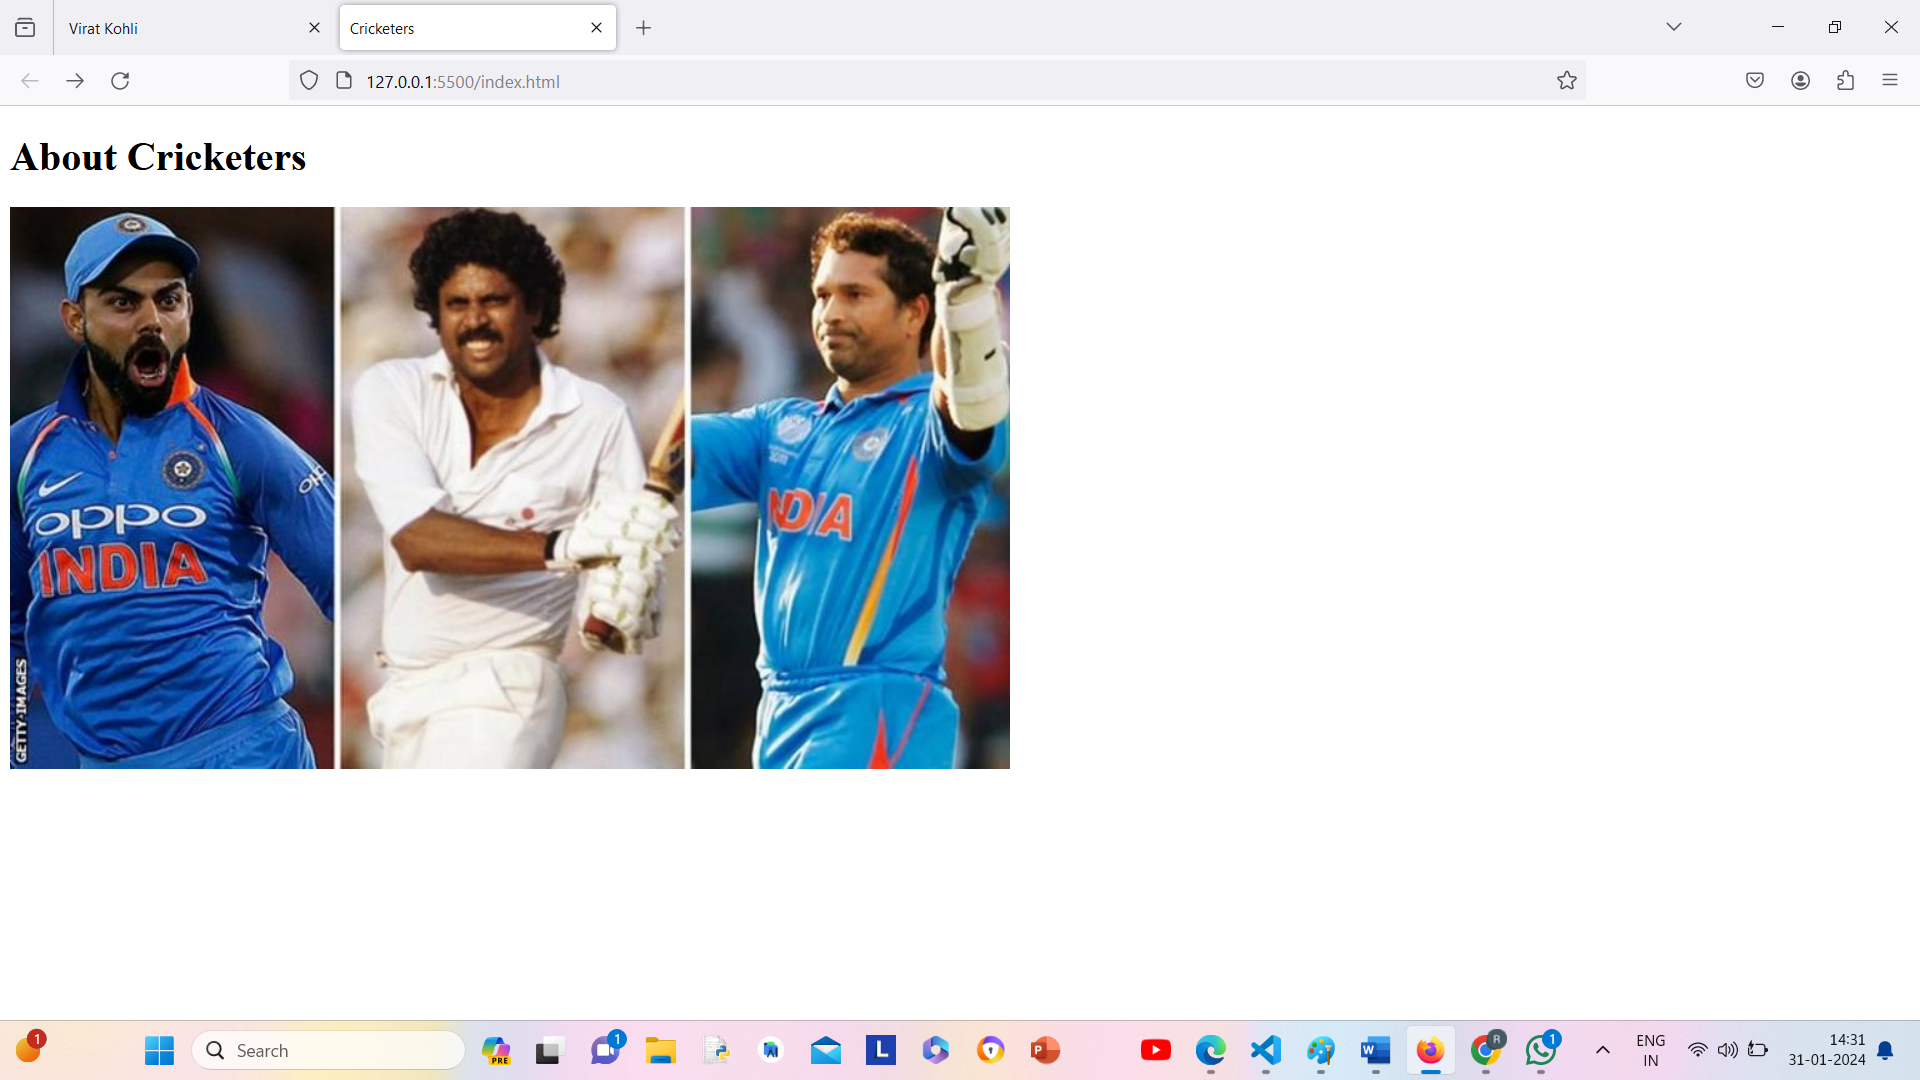 Virat Kohli
Cricketers
127.0.0.1:5500/index.html
About Cricketers
oppo
INDIA
GETTY IMAGES
INDIA
1
Search
PRE
1
L
P
W
R
1
ENG
IN
14:31
31-01-2024